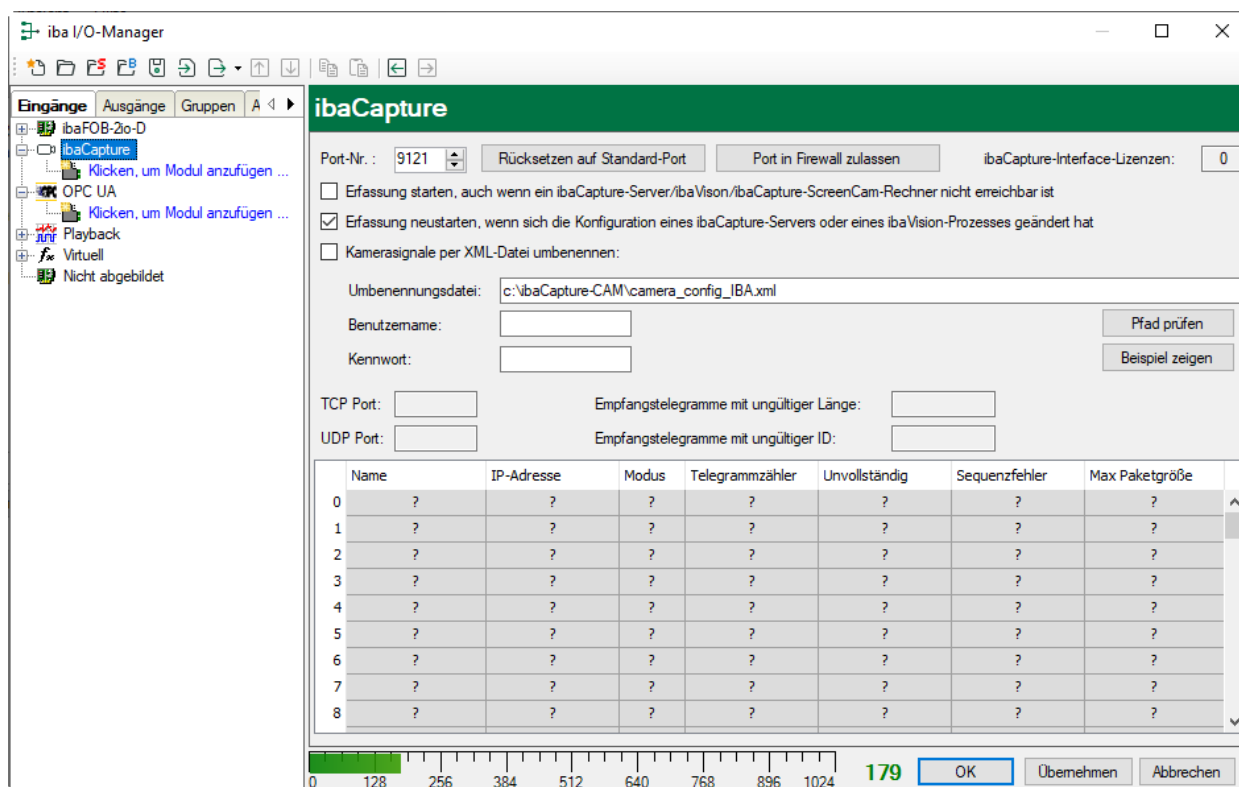 iba I/O-Manager
Eingänge Ausgänge Gruppen A
ibaFOB-2io-D
ibaCapture
Klicken, um Modul anzufügen ...
OPC UA
Klicken, um Modul anzufügen ...
Playback
fx Virtuell
Nicht abgebildet
ibaCapture
Port-Nr. : 9121 Rücksetzen auf Standard-Port Port in Firewall zulassen ibaCapture-Interface-Lizenzen: 0
Erfassung starten, auch wenn ein ibaCapture-Server/ibaVison/ibaCapture-ScreenCam-Rechner nicht erreichbar ist
Erfassung neustarten, wenn sich die Konfiguration eines ibaCapture-Servers oder eines ibaVision-Prozesses geändert hat
Kamerasignale per XML-Datei umbenennen:
Umbenennungsdatei: c:\ibaCapture-CAM\camera_config_IBA.xml
Benutzername: Pfad prüfen
Kennwort: Beispiel zeigen
TCP Port: Empfangstelegramme mit ungültiger Länge:
UDP Port: Empfangstelegramme mit ungültiger ID:
Name IP-Adresse Modus Telegrammzähler Unvollständig Sequenzfehler Max Paketgröße
0 ? ? ? ? ? ? ?
1 ? ? ? ? ? ? ?
2 ? ? ? ? ? ? ?
3 ? ? ? ? ? ? ?
4 ? ? ? ? ? ? ?
5 ? ? ? ? ? ? ?
6 ? ? ? ? ? ? ?
7 ? ? ? ? ? ? ?
8 ? ? ? ? ? ? ?
0 128 256 384 512 640 768 896 1024 179 OK Übernehmen Abbrechen